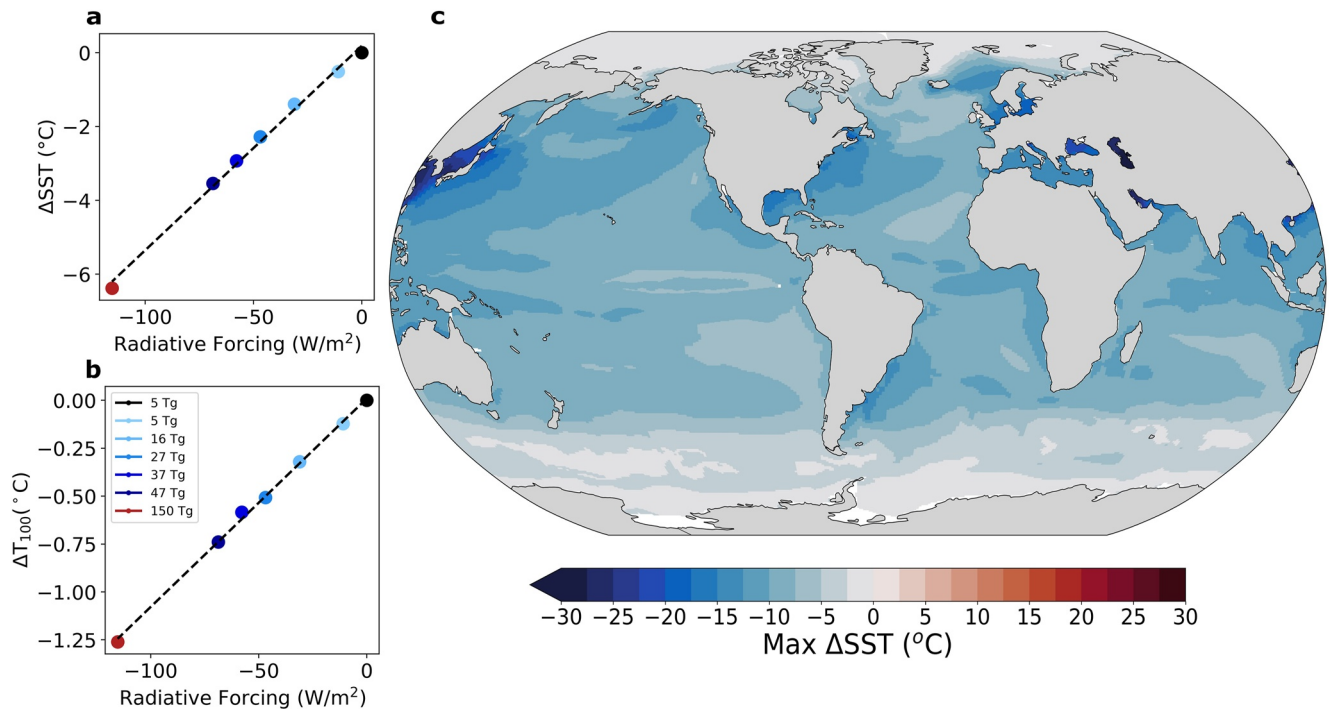 a
0
−2
−4
−6
ΔSST (°C)
−100 −50 0
Radiative Forcing (W/m²)
b
0.00
−0.25
−0.50
−0.75
−1.00
−1.25
ΔT₁₀₀(°C)
5 Tg
5 Tg
16 Tg
27 Tg
37 Tg
47 Tg
150 Tg
−100 −50 0
Radiative Forcing (W/m²)
c
−30 −25 −20 −15 −10 −5 0 5 10 15 20 25 30
Max ΔSST (°C)